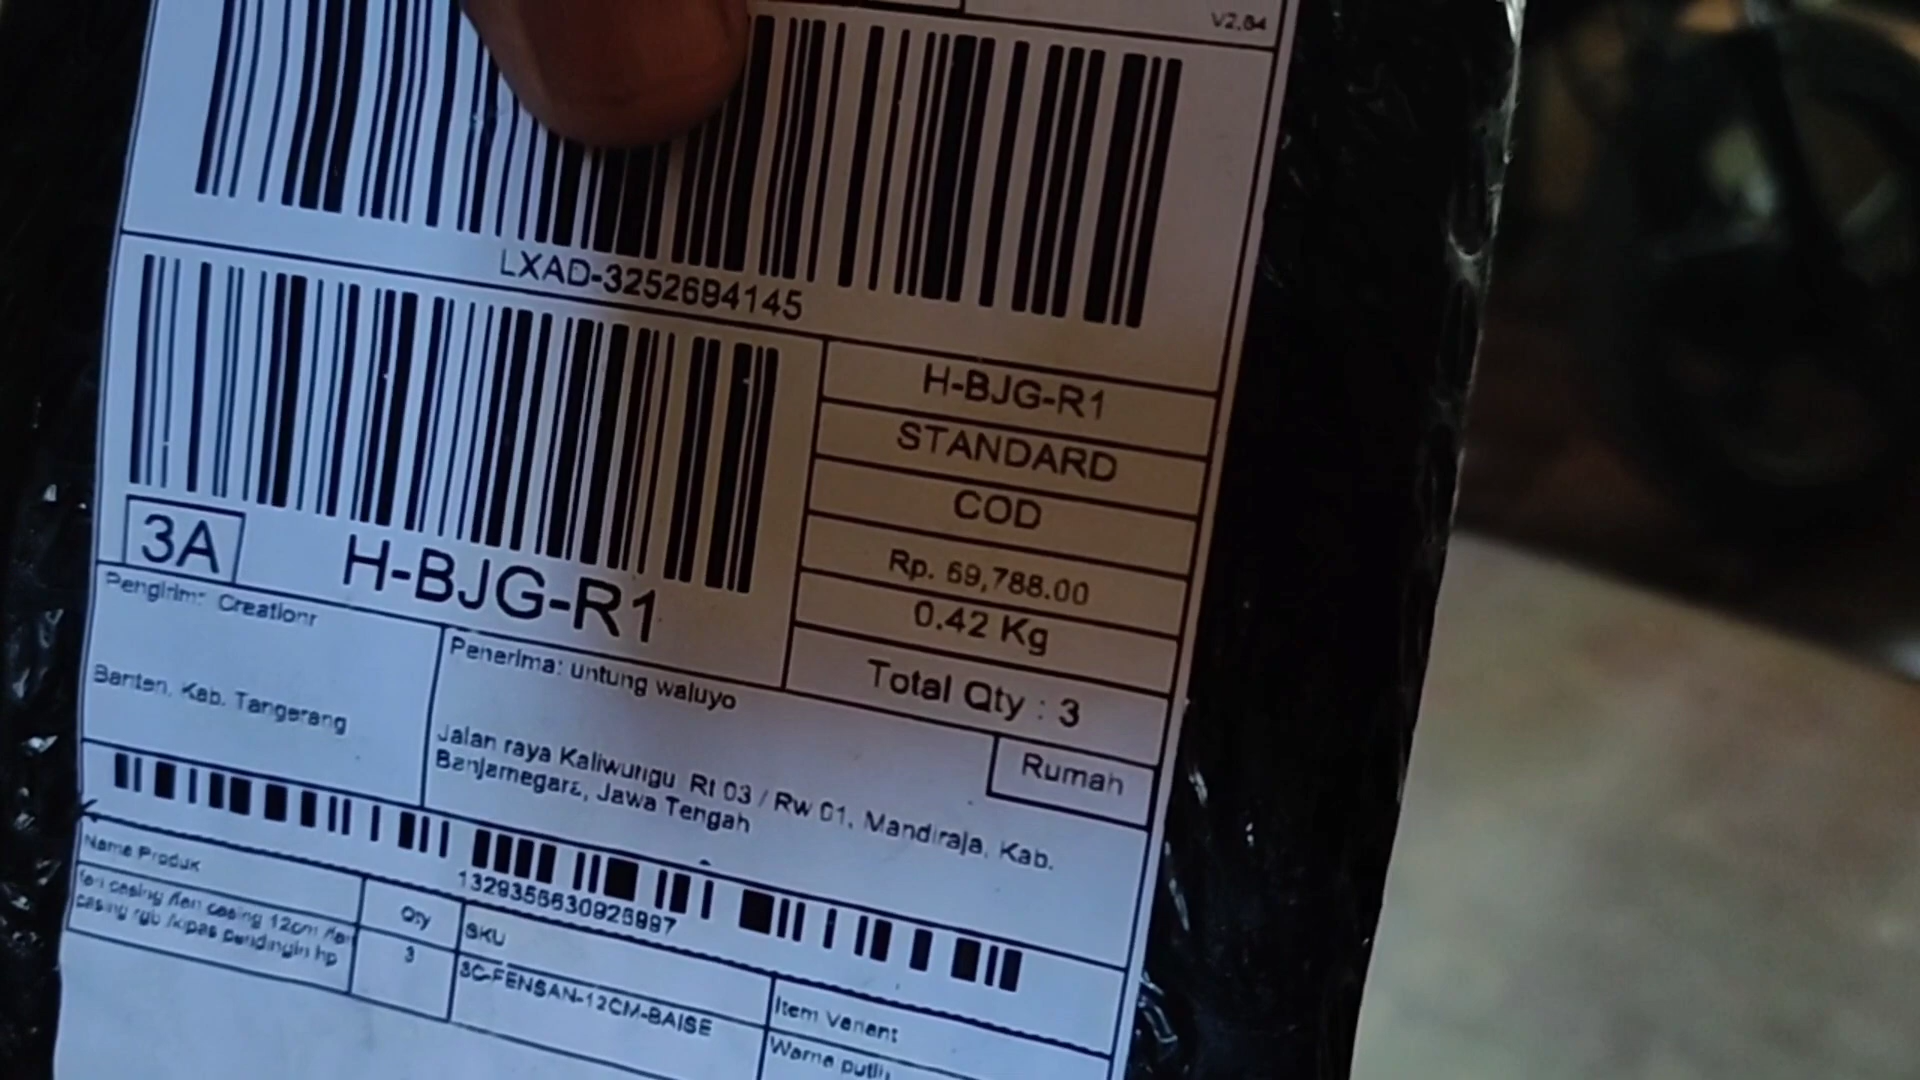 V2.64
LXAD-3252694145
H-BJG-R1
STANDARD
COD
Rp. 69,788.00
0.42 Kg
Total Qty : 3
3A
H-BJG-R1
Pengirim: Creationr
Banten, Kab. Tangerang
Penerima: untung waluyo
Rumah
Jalan raya Kaliwungu Rt 03 / Rw 01, Mandiraja, Kab.
Banjarnegara, Jawa Tengah
132935663092
Nama Produk
Qty
SKU
Item Variant
fan casing /fan casing 12cm /fan
casing rgb /kipas pendingin hp
3
3C-FENSAN-12CM-BAISE
Warna putih